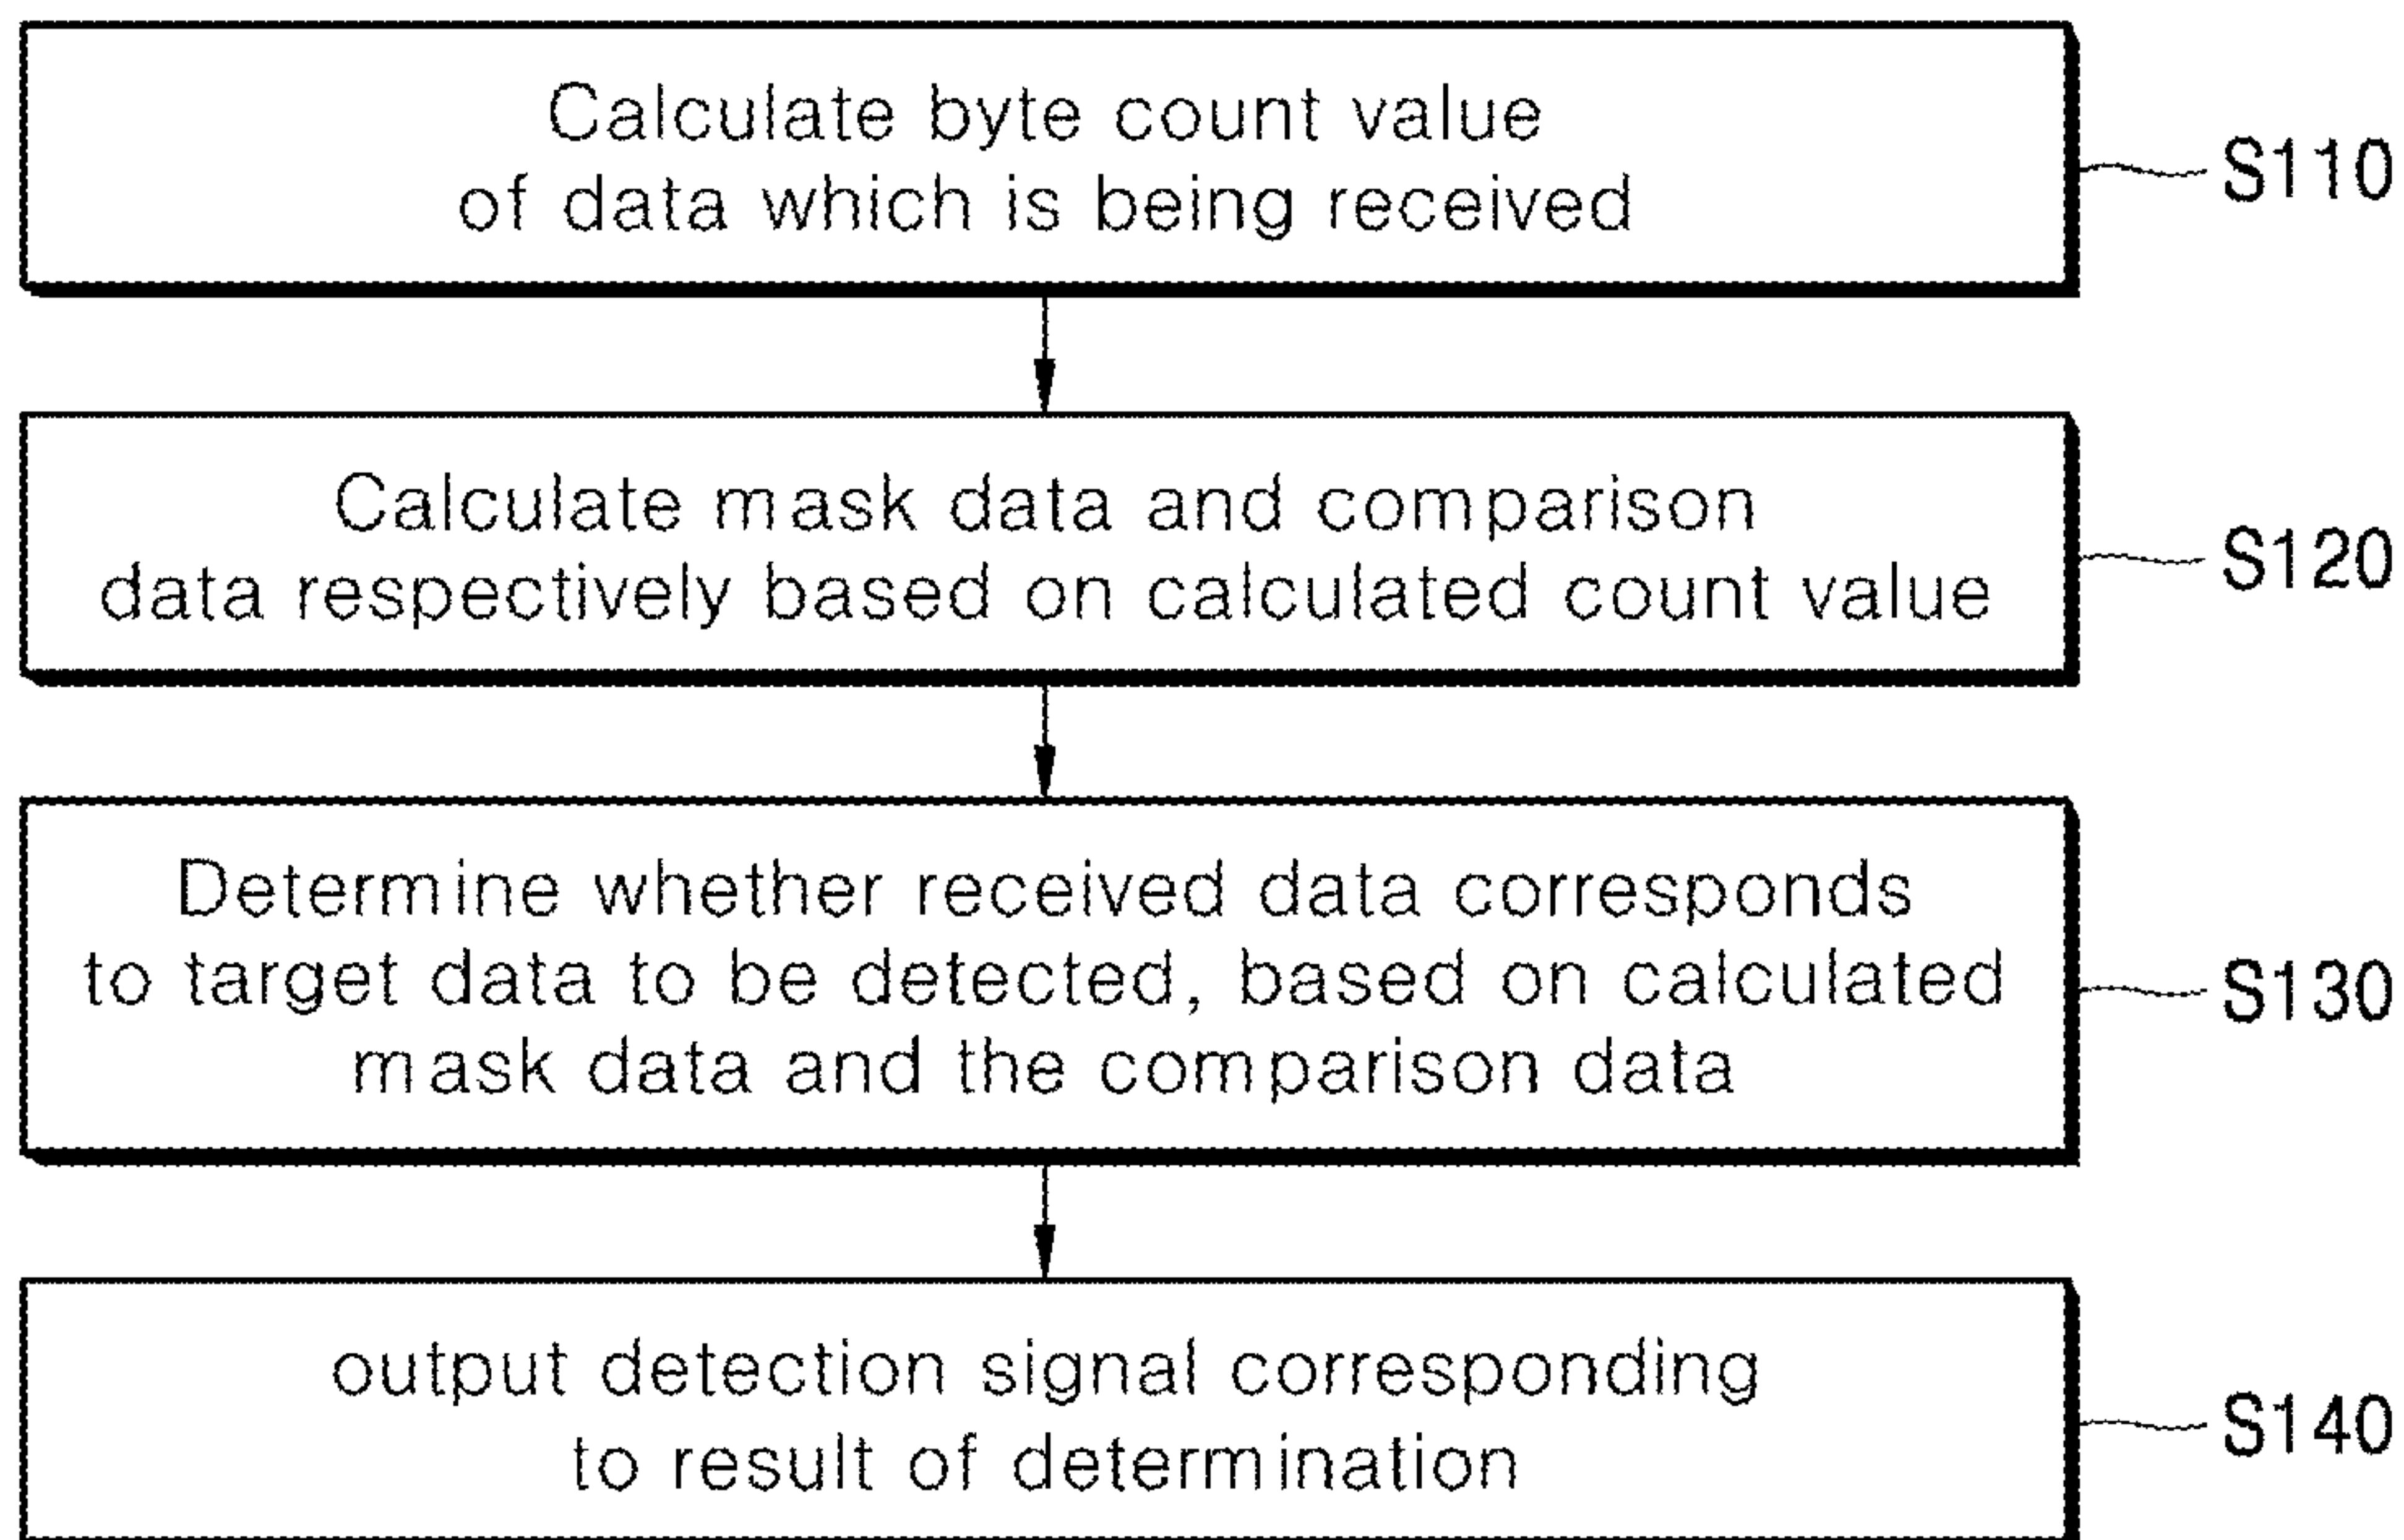 Calculate byte count value
of data which is being received
S110
Calculate mask data and comparison
data respectively based on calculated count value
S120
Determine whether received data corresponds
to target data to be detected, based on calculated
mask data and the comparison data
S130
output detection signal corresponding
to result of determination
S140